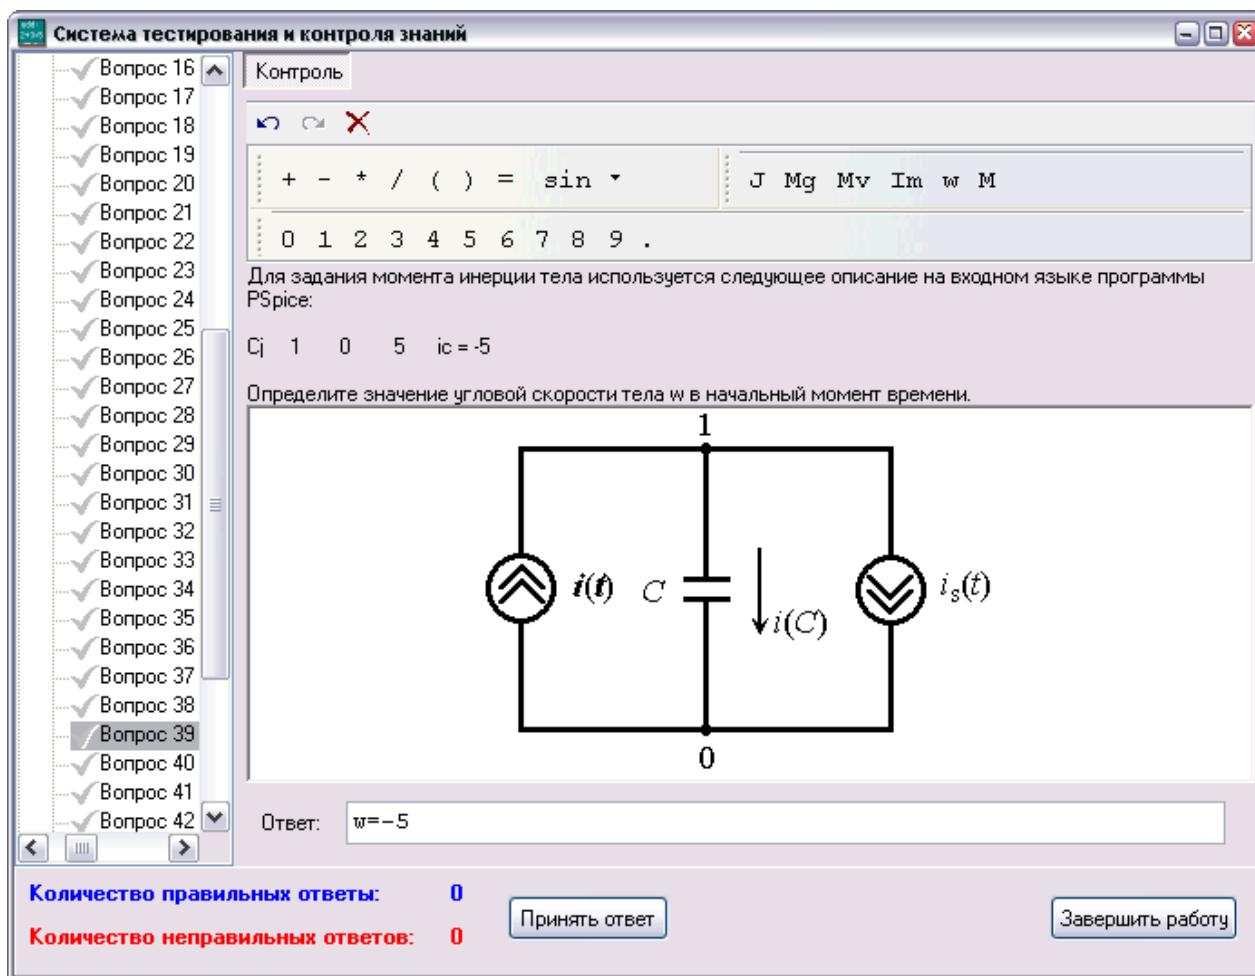 Система тестирования и контроля знаний
Вопрос 16
Вопрос 17
Вопрос 18
Вопрос 19
Вопрос 20
Вопрос 21
Вопрос 22
Вопрос 23
Вопрос 24
Вопрос 25
Вопрос 26
Вопрос 27
Вопрос 28
Вопрос 29
Вопрос 30
Вопрос 31
Вопрос 32
Вопрос 33
Вопрос 34
Вопрос 35
Вопрос 36
Вопрос 37
Вопрос 38
Вопрос 39
Вопрос 40
Вопрос 41
Вопрос 42
Контроль
+ - * / ( ) = sin
J Mg Mv Im w M
0 1 2 3 4 5 6 7 8 9 .
Для задания момента инерции тела используется следующее описание на входном языке программы
PSpice:
Cj 1 0 5 ic = -5
Определите значение угловой скорости тела w в начальный момент времени.
1
i(t) C i(C) i_s(t)
0
Ответ: w=-5
Количество правильных ответы: 0
Количество неправильных ответов: 0
Принять ответ
Завершить работу